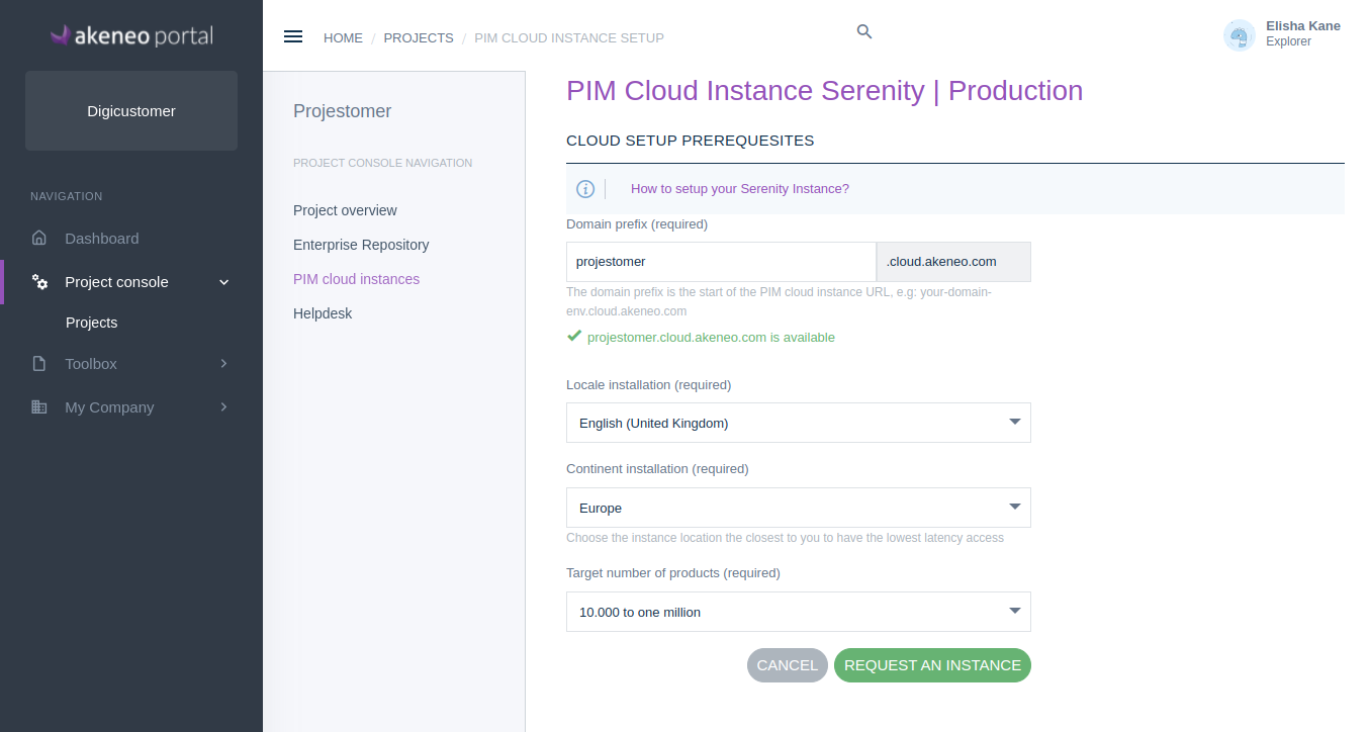 akeneo portal
Digicustomer
NAVIGATION
Dashboard
Project console
Projects
Toolbox
My Company
HOME / PROJECTS / PIM CLOUD INSTANCE SETUP
Elisha Kane
Explorer
Projestomer
PROJECT CONSOLE NAVIGATION
Project overview
Enterprise Repository
PIM cloud instances
Helpdesk
PIM Cloud Instance Serenity | Production
CLOUD SETUP PREREQUESITES
How to setup your Serenity Instance?
Domain prefix (required)
projestomer .cloud.akeneo.com
The domain prefix is the start of the PIM cloud instance URL, e.g: your-domain-
env.cloud.akeneo.com
projestomer.cloud.akeneo.com is available
Locale installation (required)
English (United Kingdom)
Continent installation (required)
Europe
Choose the instance location the closest to you to have the lowest latency access
Target number of products (required)
10.000 to one million
CANCEL REQUEST AN INSTANCE